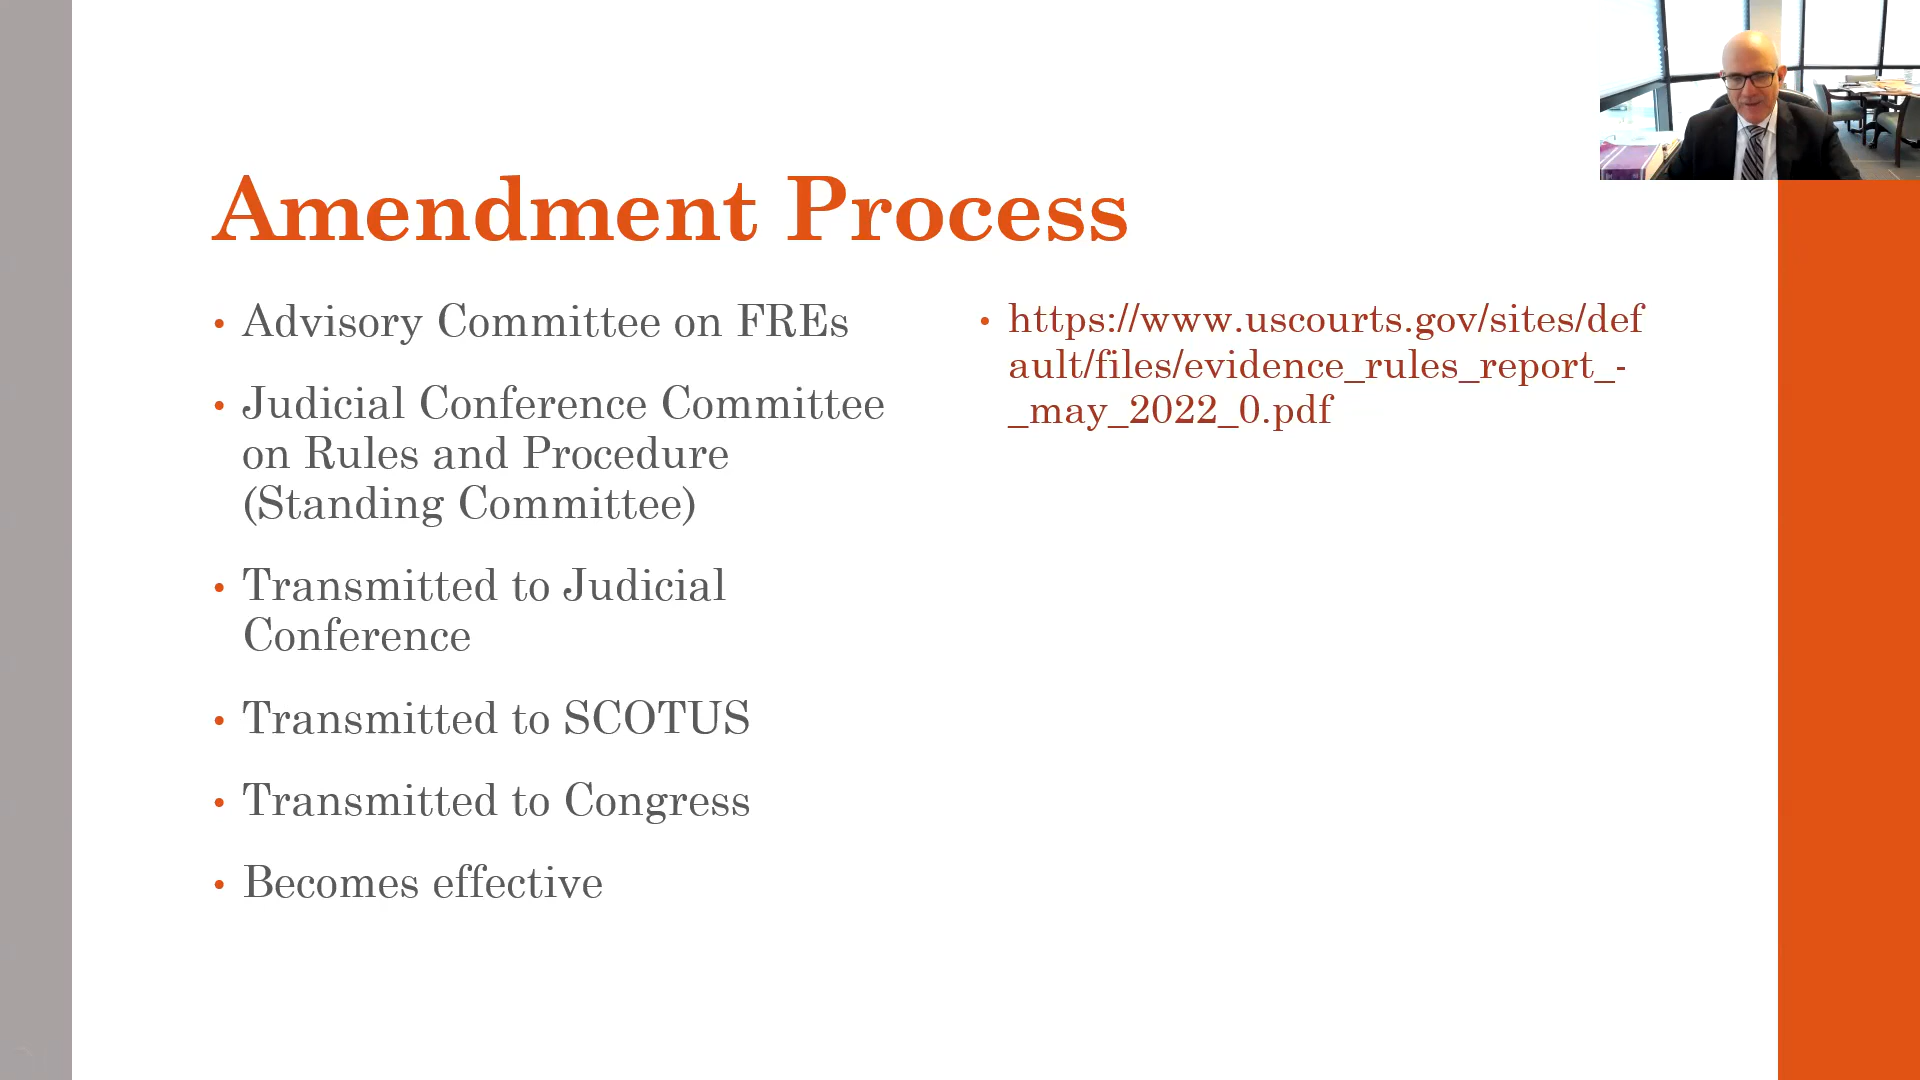 Amendment Process
• Advisory Committee on FREs
• Judicial Conference Committee
on Rules and Procedure
(Standing Committee)
• Transmitted to Judicial
Conference
• Transmitted to SCOTUS
• Transmitted to Congress
• Becomes effective
• https://www.uscourts.gov/sites/def
ault/files/evidence_rules_report_-
_may_2022_0.pdf